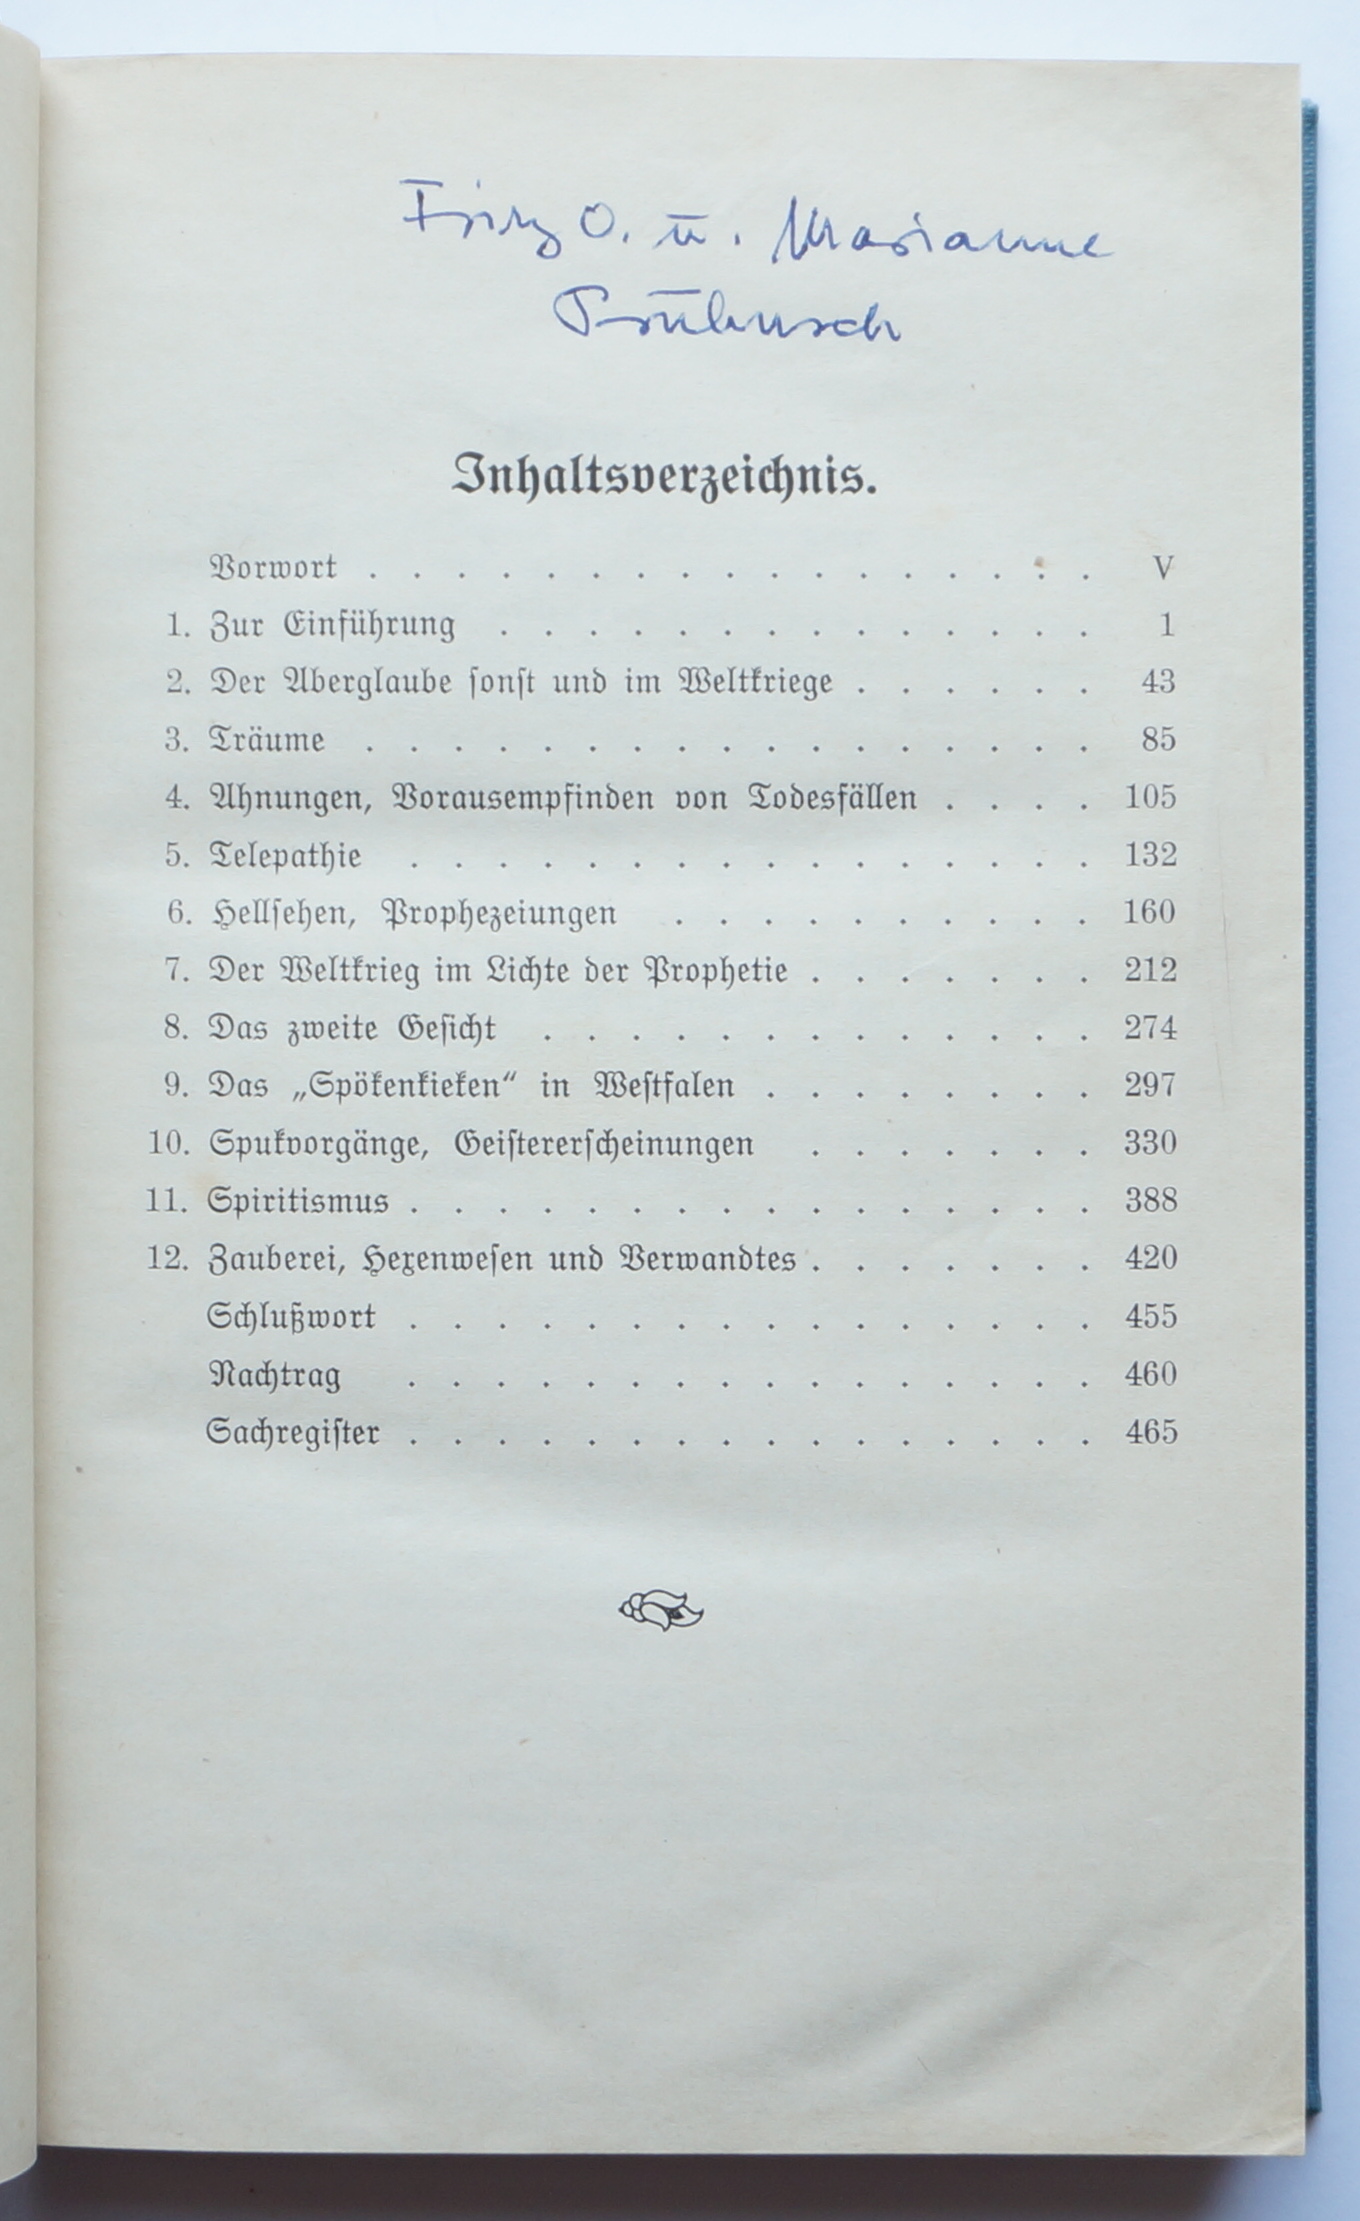 Fritz O. u. Marianne
Inhaltsverzeichnis.
Vorwort . . . . . . . . . . . . . . . . . V
1. Zur Einführung . . . . . . . . . . . . . . 1
2. Der Aberglaube sonst und im Weltkriege . . . . . . 43
3. Träume . . . . . . . . . . . . . . . . . 85
4. Ahnungen, Vorausempfinden von Todesfällen . . . . 105
5. Telepathie . . . . . . . . . . . . . . . . 132
6. Hellsehen, Prophezeiungen . . . . . . . . . . 160
7. Der Weltkrieg im Lichte der Prophetie . . . . . . . 212
8. Das zweite Gesicht . . . . . . . . . . . . . 274
9. Das „Spökenkieken“ in Westfalen . . . . . . . . 297
10. Spukvorgänge, Geistererscheinungen . . . . . . . 330
11. Spiritismus . . . . . . . . . . . . . . . . 388
12. Zauberei, Hexenwesen und Verwandtes . . . . . . . 420
Schlußwort . . . . . . . . . . . . . . . . 455
Nachtrag . . . . . . . . . . . . . . . . 460
Sachregister . . . . . . . . . . . . . . . . 465